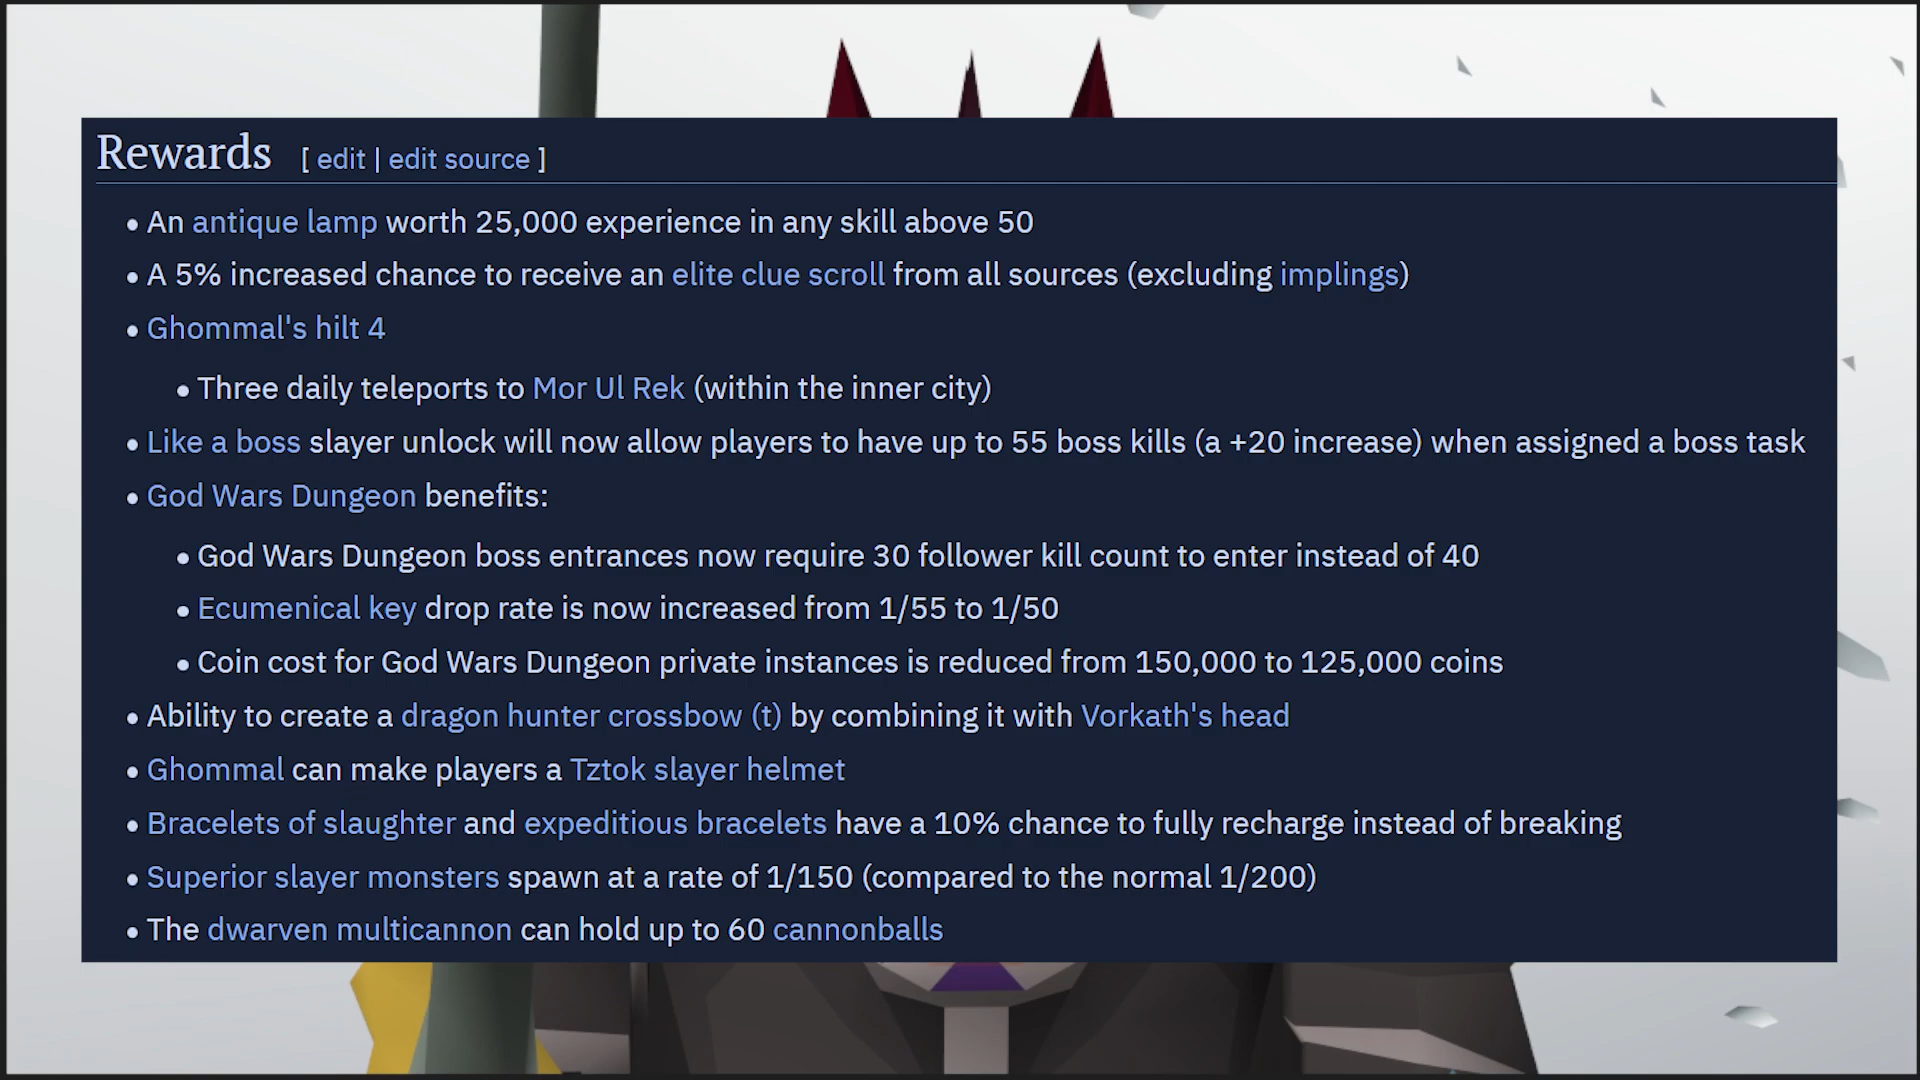 Rewards [ edit | edit source ]
• An antique lamp worth 25,000 experience in any skill above 50
• A 5% increased chance to receive an elite clue scroll from all sources (excluding implings)
• Ghommal's hilt 4
• Three daily teleports to Mor Ul Rek (within the inner city)
• Like a boss slayer unlock will now allow players to have up to 55 boss kills (a +20 increase) when assigned a boss task
• God Wars Dungeon benefits:
• God Wars Dungeon boss entrances now require 30 follower kill count to enter instead of 40
• Ecumenical key drop rate is now increased from 1/55 to 1/50
• Coin cost for God Wars Dungeon private instances is reduced from 150,000 to 125,000 coins
• Ability to create a dragon hunter crossbow (t) by combining it with Vorkath's head
• Ghommal can make players a Tztok slayer helmet
• Bracelets of slaughter and expeditious bracelets have a 10% chance to fully recharge instead of breaking
• Superior slayer monsters spawn at a rate of 1/150 (compared to the normal 1/200)
• The dwarven multicannon can hold up to 60 cannonballs